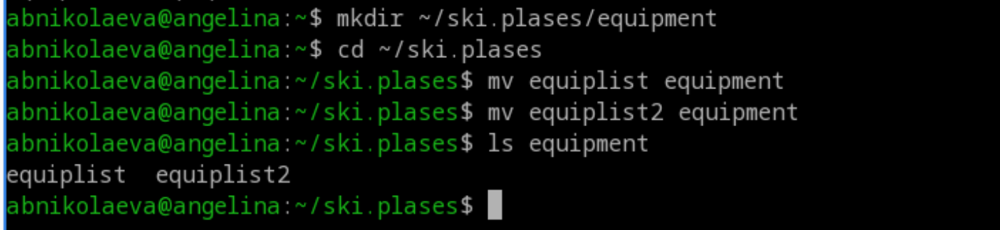 abnikolaeva@angelina:~$ mkdir ~/ski.plases/equipment
abnikolaeva@angelina:~$ cd ~/ski.plases
abnikolaeva@angelina:~/ski.plases$ mv equiplist equipment
abnikolaeva@angelina:~/ski.plases$ mv equiplist2 equipment
abnikolaeva@angelina:~/ski.plases$ ls equipment
equiplist  equiplist2
abnikolaeva@angelina:~/ski.plases$